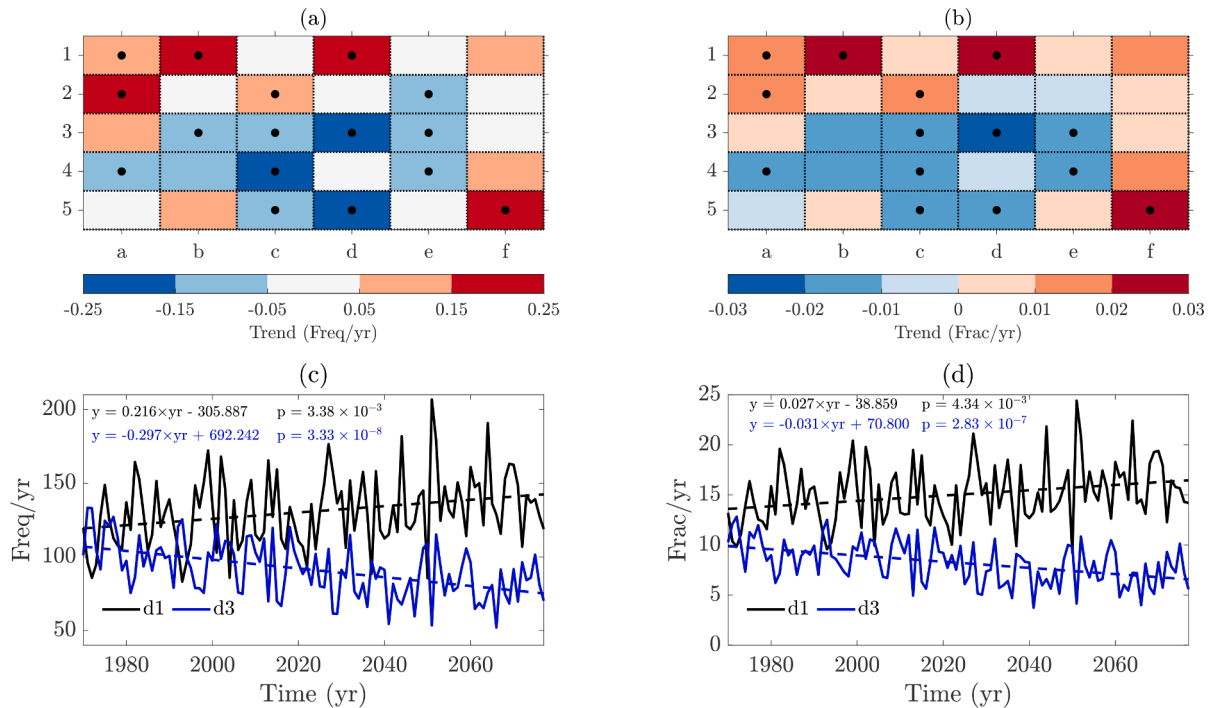 (a)
1
2
3
4
5
a b c d e f
-0.25 -0.15 -0.05 0.05 0.15 0.25
Trend (Freq/yr)
(b)
1
2
3
4
5
a b c d e f
-0.03 -0.02 -0.01 0 0.01 0.02 0.03
Trend (Frac/yr)
(c)
y = 0.216×yr - 305.887 p = 3.38 × 10⁻³
y = -0.297×yr + 692.242 p = 3.33 × 10⁻⁸
200
150
100
50
Freq/yr
d1 d3
1980 2000 2020 2040 2060
Time (yr)
(d)
y = 0.027×yr - 38.859 p = 4.34 × 10⁻³
y = -0.031×yr + 70.800 p = 2.83 × 10⁻⁷
25
20
15
10
5
0
Frac/yr
d1 d3
1980 2000 2020 2040 2060
Time (yr)